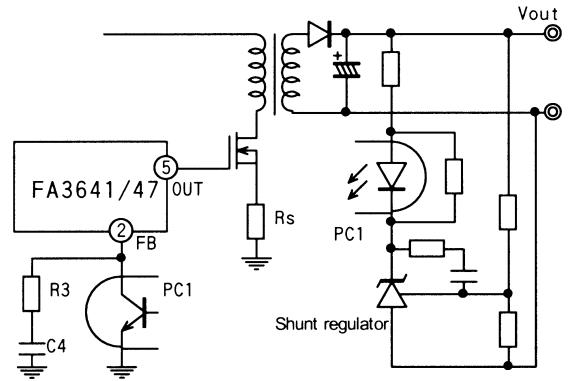 Vout
+
5
FA3641/47
OUT
2
FB
Rs
PC1
R3
PC1
C4
Shunt regulator